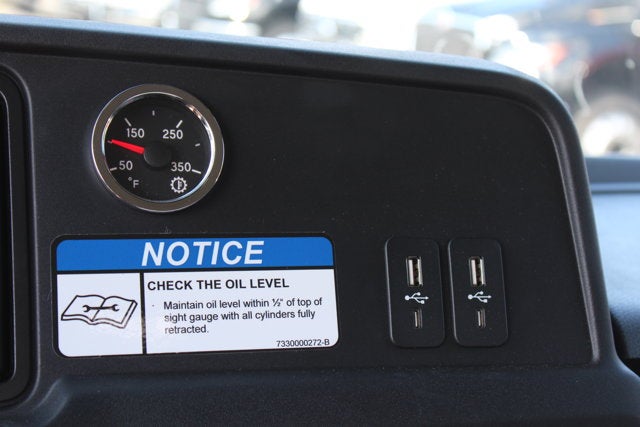 150 250
50 350
°F
NOTICE
CHECK THE OIL LEVEL
· Maintain oil level within ½" of top of
sight gauge with all cylinders fully
retracted.
7330000272-B